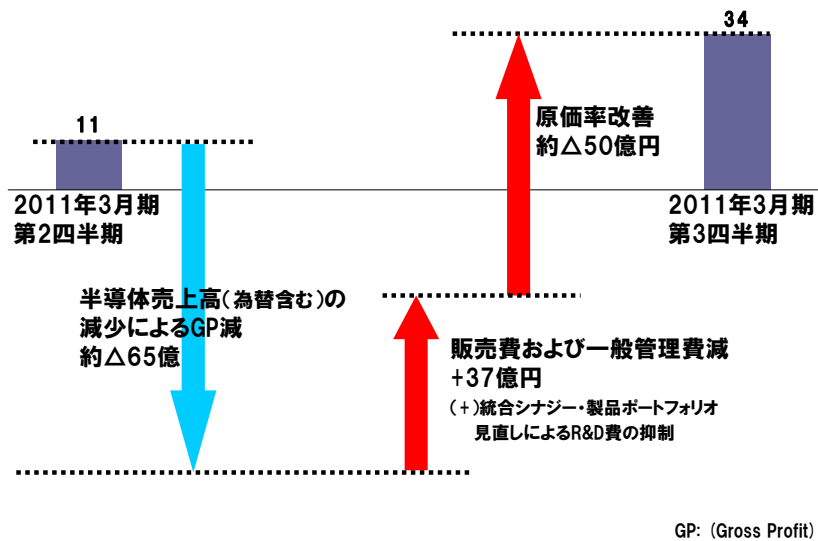 34
11
原価率改善
約△50億円
2011年3月期
第2四半期
2011年3月期
第3四半期
半導体売上高(為替含む)の
減少によるGP減
約△65億
販売費および一般管理費減
+37億円
(+)統合シナジー・製品ポートフォリオ
見直しによるR&D費の抑制
GP: (Gross Profit)